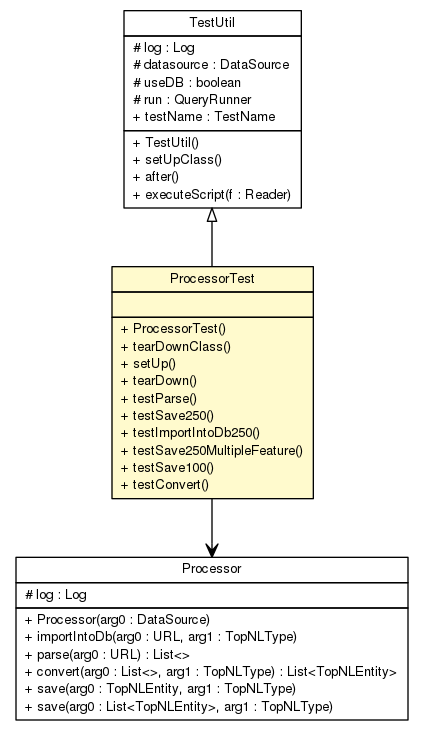 TestUtil
# log : Log
# datasource : DataSource
# useDB : boolean
# run : QueryRunner
+ testName : TestName
+ TestUtil()
+ setUpClass()
+ after()
+ executeScript(f : Reader)
ProcessorTest
+ ProcessorTest()
+ tearDownClass()
+ setUp()
+ tearDown()
+ testParse()
+ testSave250()
+ testImportIntoDb250()
+ testSave250MultipleFeature()
+ testSave100()
+ testConvert()
Processor
# log : Log
+ Processor(arg0 : DataSource)
+ importIntoDb(arg0 : URL, arg1 : TopNLType)
+ parse(arg0 : URL) : List<>
+ convert(arg0 : List<>, arg1 : TopNLType) : List<TopNLEntity>
+ save(arg0 : TopNLEntity, arg1 : TopNLType)
+ save(arg0 : List<TopNLEntity>, arg1 : TopNLType)